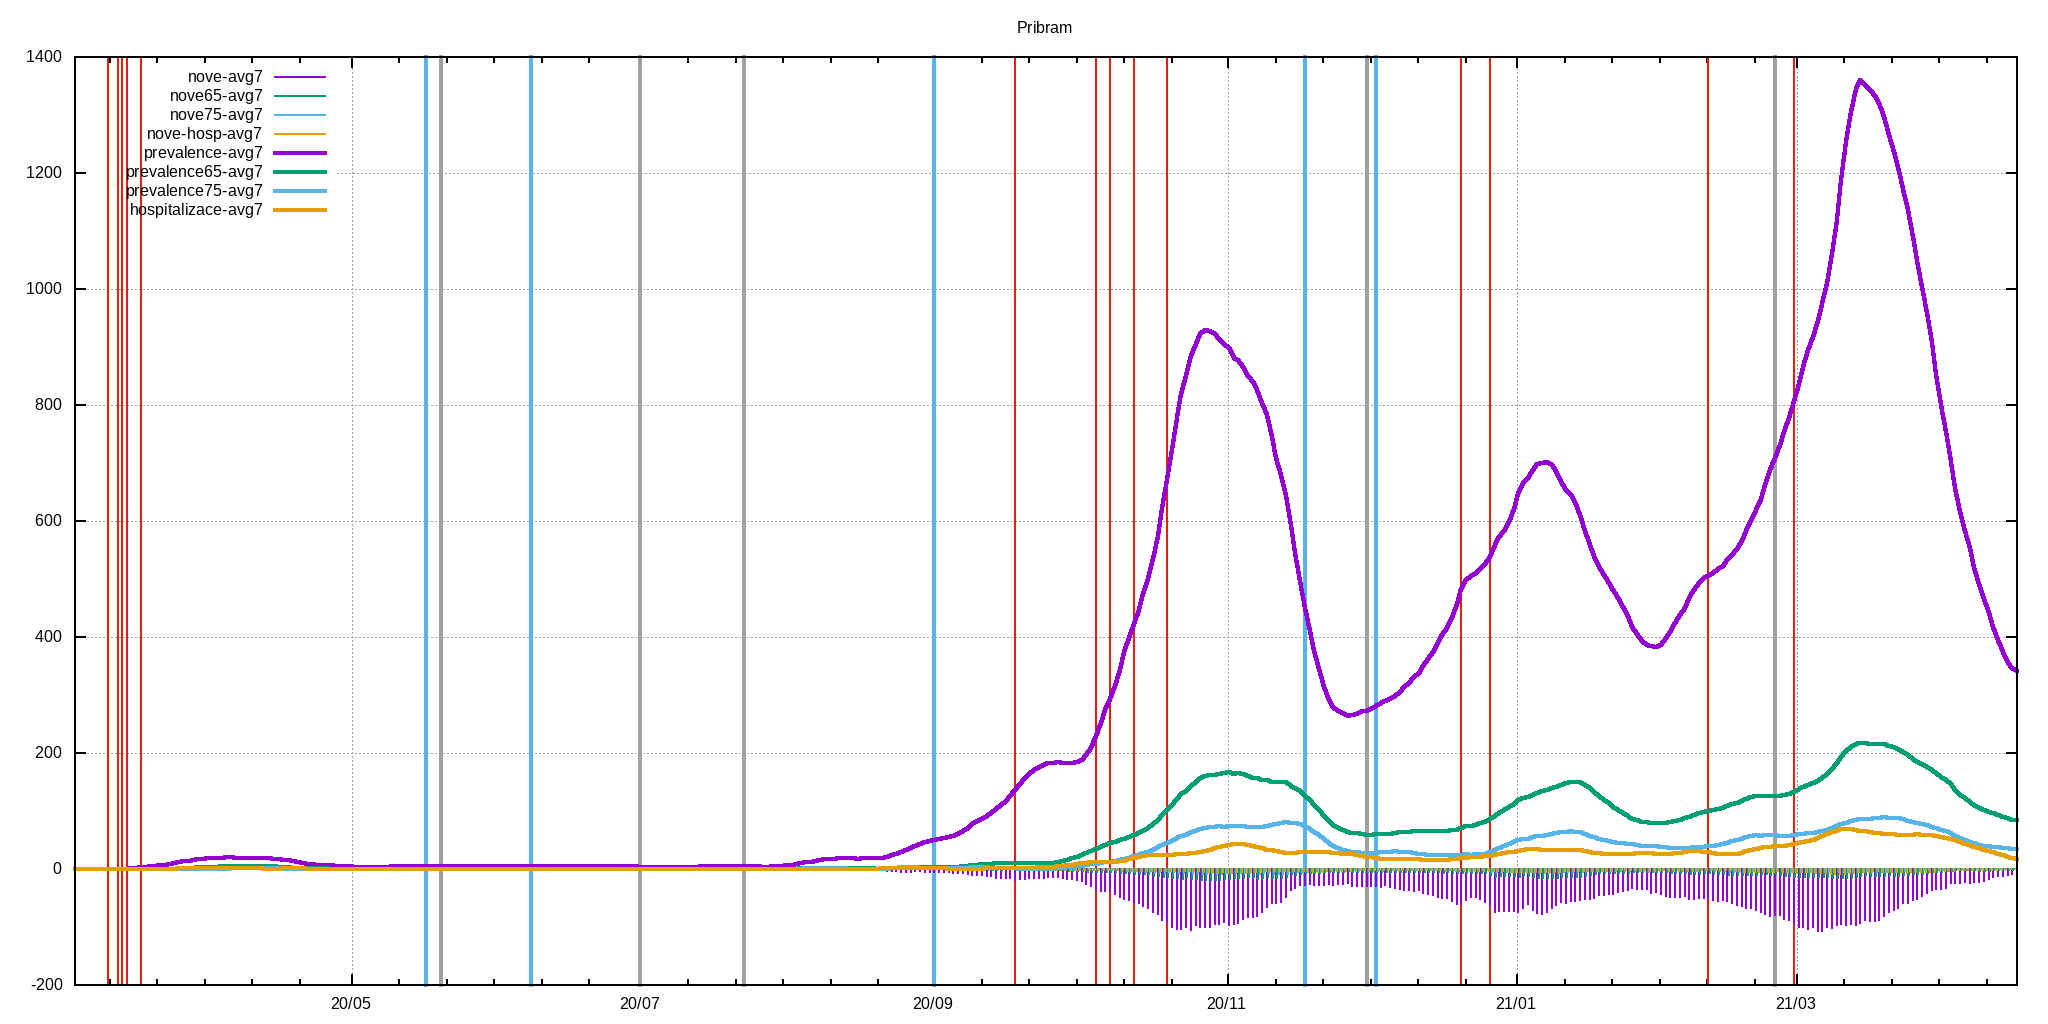 Pribram
1400
1200
1000
800
600
400
200
0
-200
nove-avg7
nove65-avg7
nove75-avg7
nove-hosp-avg7
prevalence-avg7
prevalence65-avg7
prevalence75-avg7
hospitalizace-avg7
20/05 20/07 20/09 20/11 21/01 21/03